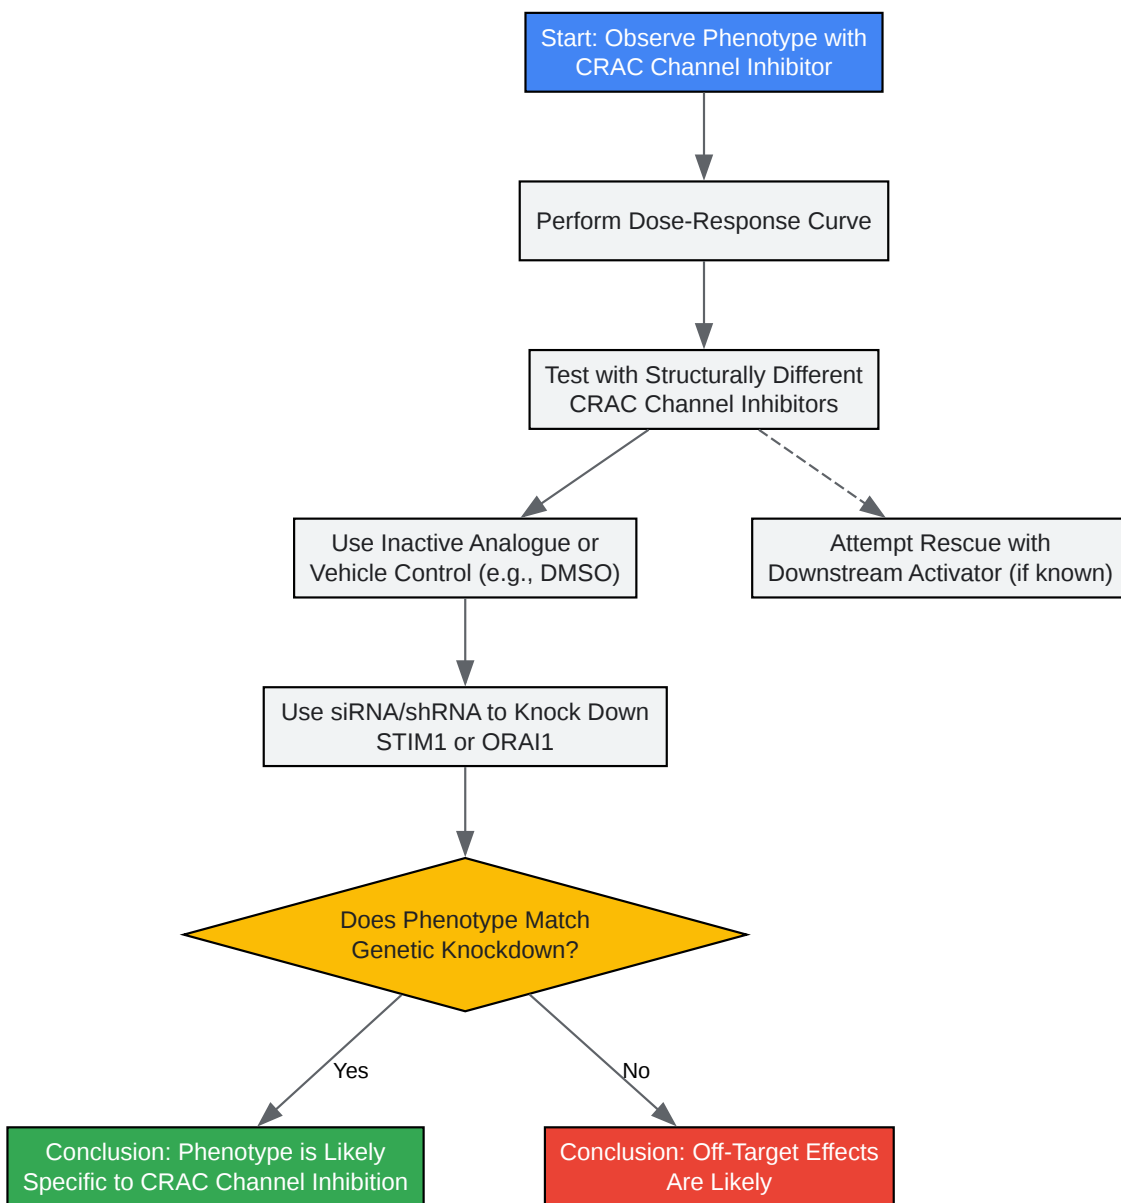 Start: Observe Phenotype with
CRAC Channel Inhibitor
Perform Dose-Response Curve
Test with Structurally Different
CRAC Channel Inhibitors
Use Inactive Analogue or
Vehicle Control (e.g., DMSO)
Attempt Rescue with
Downstream Activator (if known)
Use siRNA/shRNA to Knock Down
STIM1 or ORAI1
Does Phenotype Match
Genetic Knockdown?
Yes
No
Conclusion: Phenotype is Likely
Specific to CRAC Channel Inhibition
Conclusion: Off-Target Effects
Are Likely